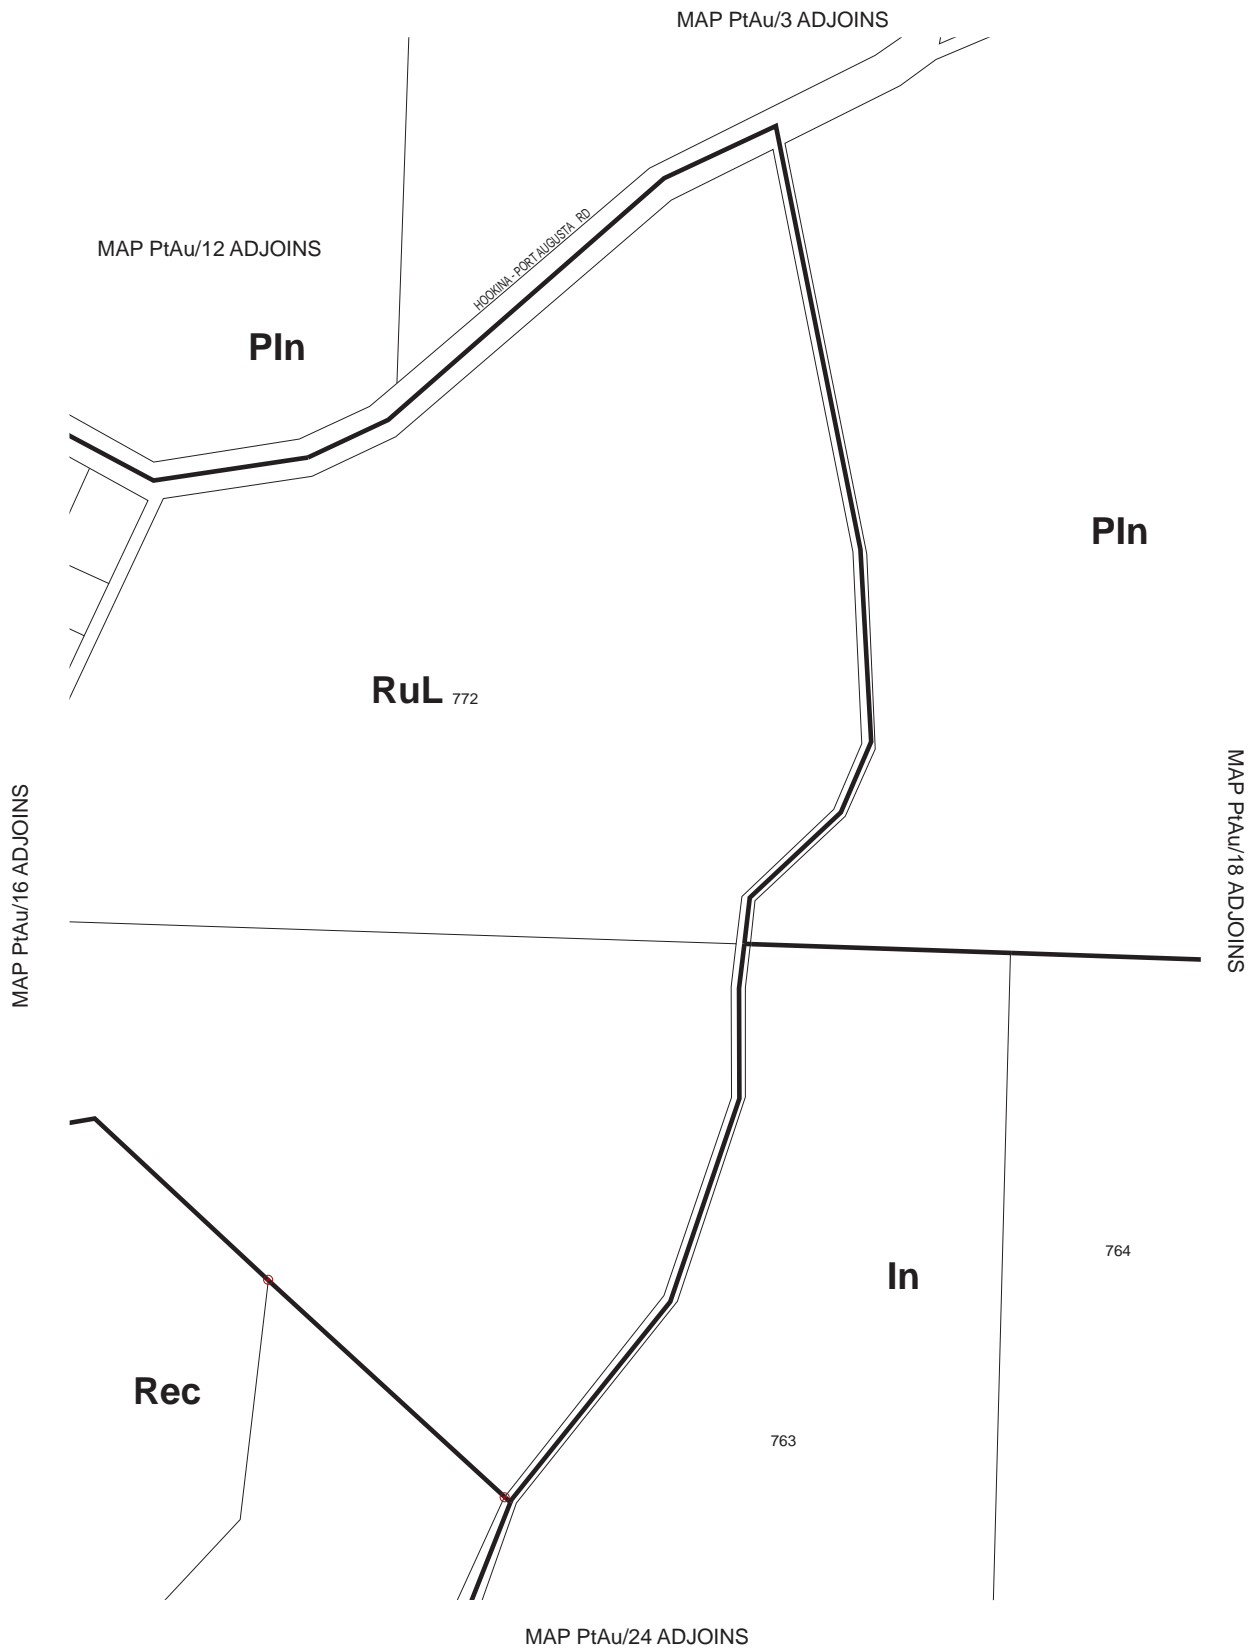 MAP PtAu/3 ADJOINS
HOOKINA - PORT AUGUSTA RD
MAP PtAu/12 ADJOINS
PIn
PIn
RuL 772
MAP PtAu/16 ADJOINS
MAP PtAu/18 ADJOINS
764
In
Rec
763
MAP PtAu/24 ADJOINS